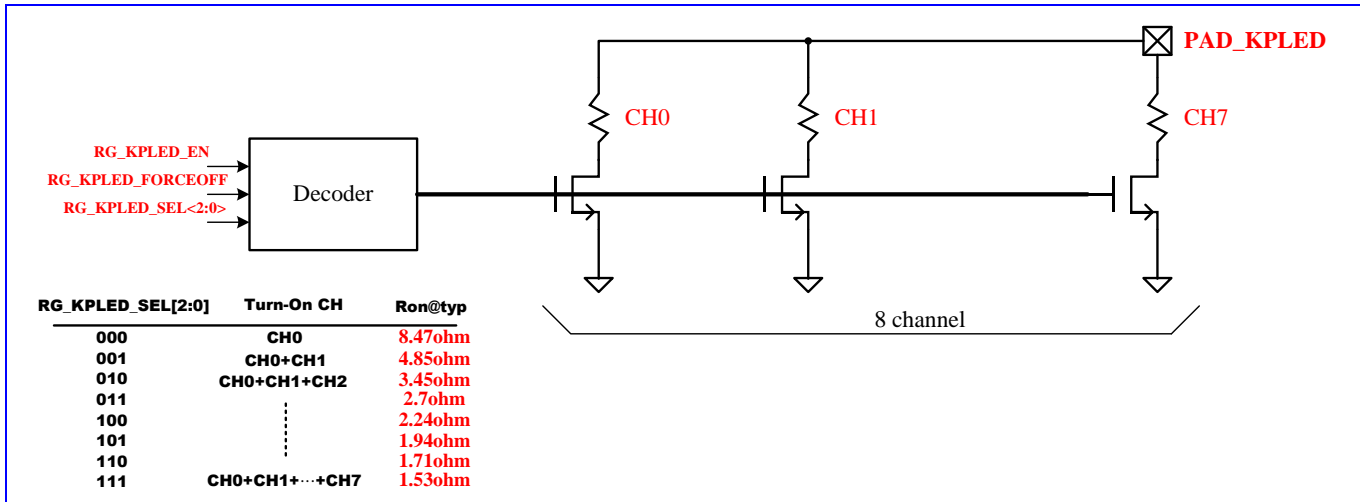 PAD_KPLED
CH0 CH1 CH7
RG_KPLED_EN
RG_KPLED_FORCEOFF
RG_KPLED_SEL<2:0>
Decoder
8 channel
RG_KPLED_SEL[2:0] Turn-On CH Ron@typ
000 CH0 8.47ohm
001 CH0+CH1 4.85ohm
010 CH0+CH1+CH2 3.45ohm
011 2.7ohm
100 2.24ohm
101 1.94ohm
110 1.71ohm
111 CH0+CH1+···+CH7 1.53ohm